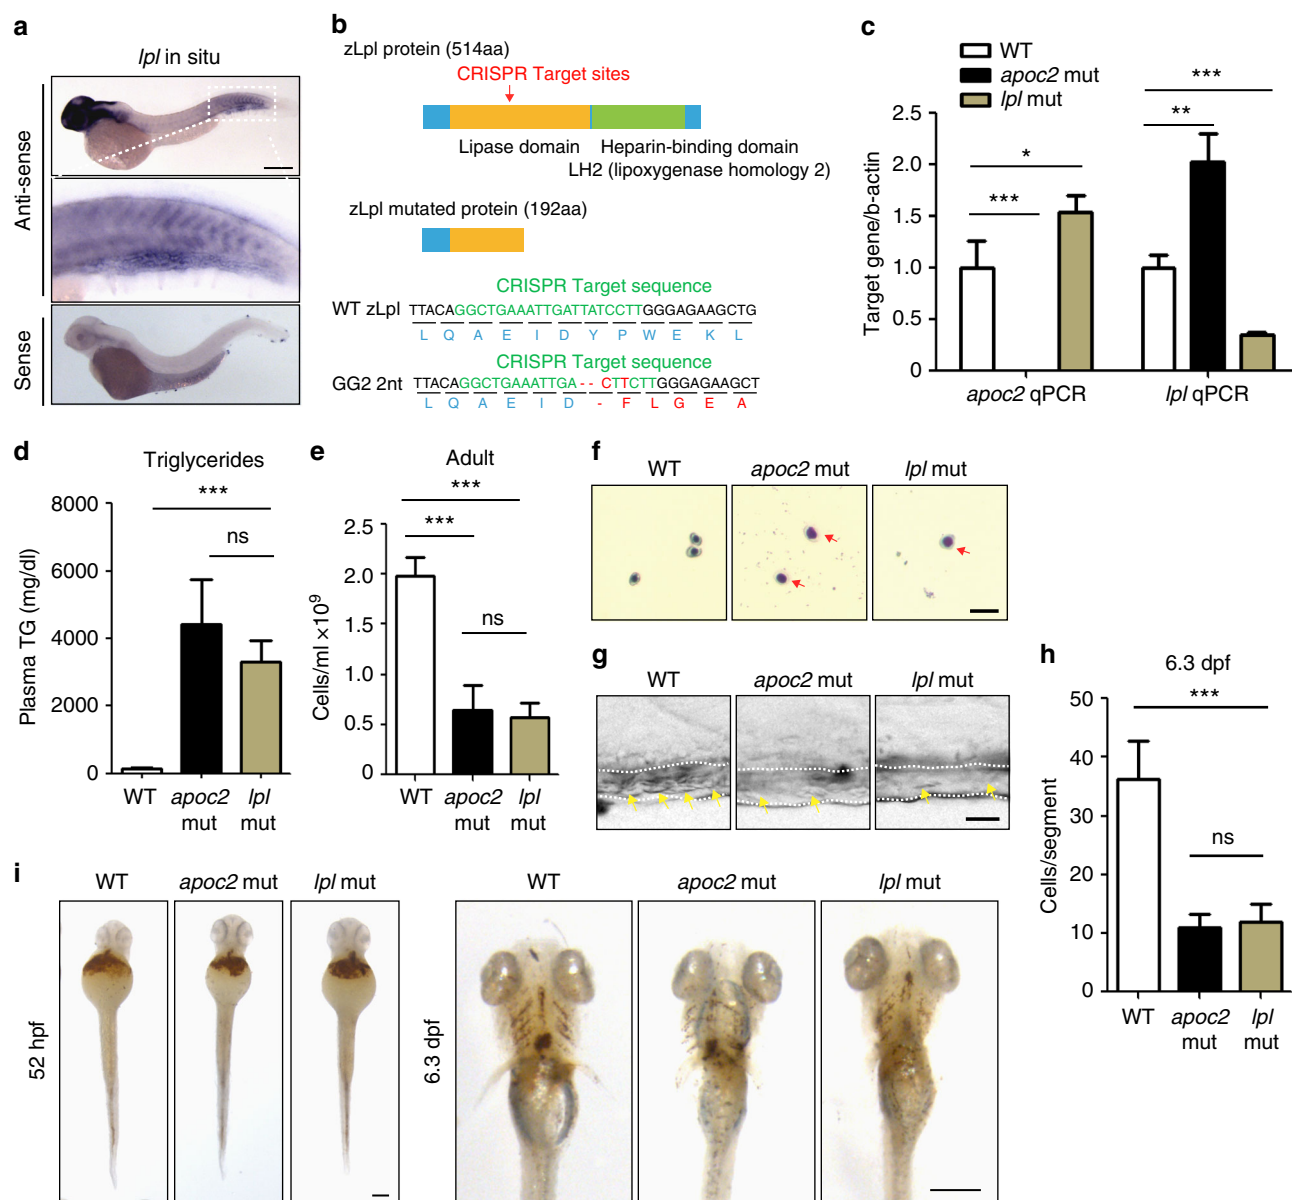 a
lpl in situ
Anti-sense
Sense
b
zLpl protein (514aa)
CRISPR Target sites
Lipase domain
Heparin-binding domain
LH2 (lipoxygenase homology 2)
zLpl mutated protein (192aa)
CRISPR Target sequence
WT zLpl TTACAGGCTGAAATTGATTATCCTTGGGAGAAGCTG
L Q A E I D Y P W E K L
CRISPR Target sequence
GG2 2nt TTACAGGCTGAAATTGA-- CTTCTTGGGAGAAGCT
L Q A E I D - F L G E A
c
WT
apoc2 mut
lpl mut
Target gene/b-actin
2.5
2.0
1.5
1.0
0.5
0
***
*
***
**
***
apoc2 qPCR
lpl qPCR
d
Triglycerides
Plasma TG (mg/dl)
8000
6000
4000
2000
0
***
ns
WT
apoc2 mut
lpl mut
e
Adult
Cells/ml ×10⁹
2.5
2.0
1.5
1.0
0.5
0
***
***
ns
WT
apoc2 mut
lpl mut
f
WT
apoc2 mut
lpl mut
g
WT
apoc2 mut
lpl mut
h
6.3 dpf
Cells/segment
50
40
30
20
10
0
***
ns
WT
apoc2 mut
lpl mut
i
WT
apoc2 mut
lpl mut
52 hpf
WT
apoc2 mut
lpl mut
6.3 dpf